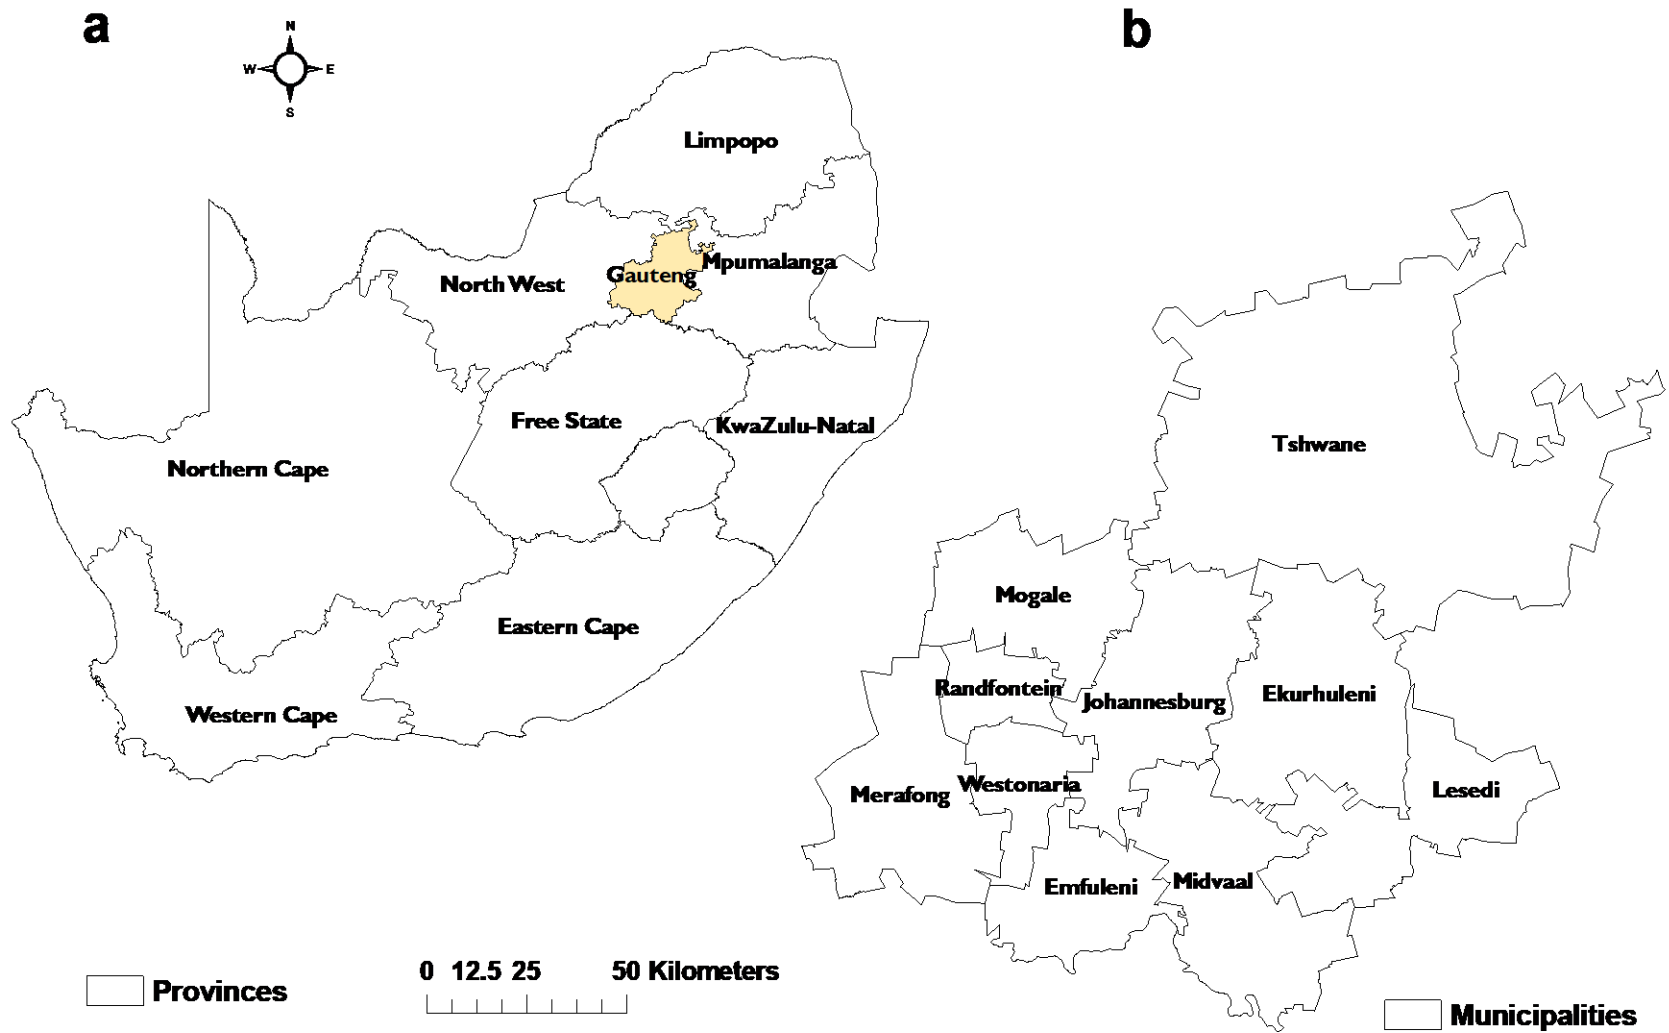 a
b
N
W
E
S
Limpopo
North West
Gauteng
Mpumalanga
Free State
KwaZulu-Natal
Northern Cape
Eastern Cape
Western Cape
Tshwane
Mogale
Randfontein
Johannesburg
Ekurhuleni
Westonaria
Merafong
Lesedi
Emfuleni
Midvaal
0 12.5 25 50 Kilometers
Provinces
Municipalities